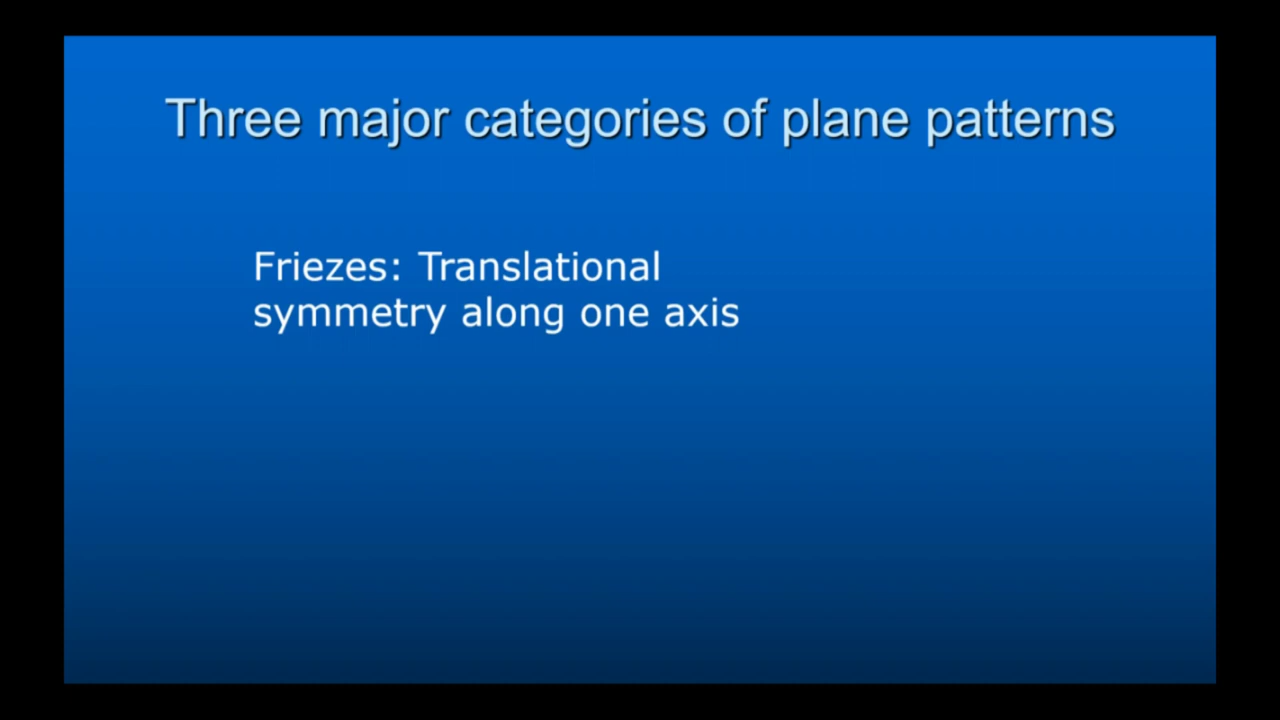 Three major categories of plane patterns
Friezes: Translational
symmetry along one axis